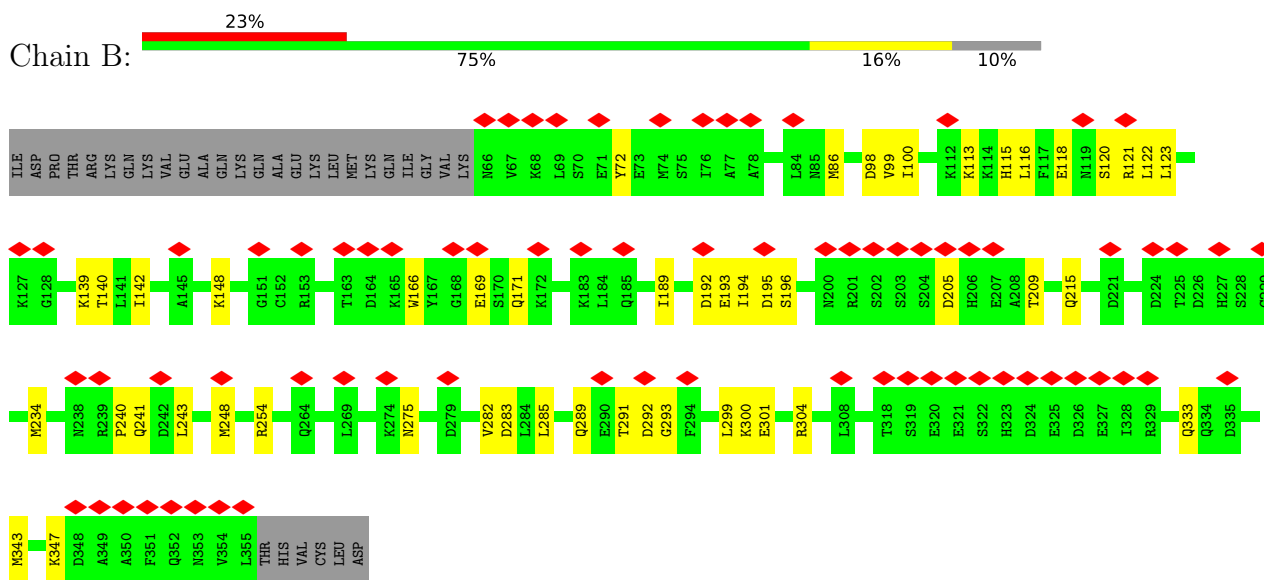 23%
Chain B:
75% 16% 10%
ILE ASP PRO THR ARG LYS GLN LYS VAL GLU ALA GLN LYS GLN ALA GLU LYS LEU MET LYS GLN ILE GLY VAL LYS N66 V67 K68 L69 S70 E71 Y72 E73 M74 S75 I76 A77 A78 L84 N85 M86 D98 V99 I100 K112 K113 K114 H115 L116 F117 E118 N119 S120 R121 L122 L123
K127 G128 K139 T140 L141 I142 A145 K148 G151 C152 R153 T163 D164 K165 W166 Y167 G168 E169 S170 Q171 K172 K183 L184 Q185 I189 D192 E193 I194 D195 S196 N200 R201 S202 S203 S204 D205 H206 E207 A208 T209 Q215 D221 D224 T225 D226 H227 S228
M234 N238 R239 P240 Q241 D242 L243 M248 R254 Q264 L269 K274 N275 D279 V282 D283 L284 L285 Q289 E290 T291 D292 G293 F294 L299 K300 E301 R304 L308 T318 S319 E320 E321 S322 H323 D324 E325 D326 E327 I328 R329 Q333 Q334 D335
M343 K347 D348 A349 A350 F351 Q352 N353 V354 L355 THR HIS VAL CYS LEU ASP